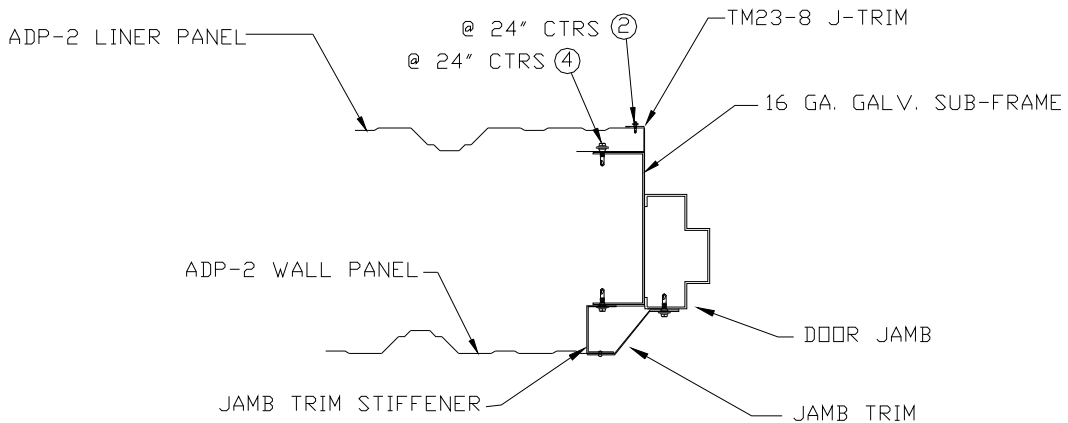 TM23-8 J-TRIM
@ 24" CTRS 2
ADP-2 LINER PANEL
@ 24" CTRS 4
16 GA. GALV. SUB-FRAME
ADP-2 WALL PANEL
DOOR JAMB
JAMB TRIM STIFFENER
JAMB TRIM